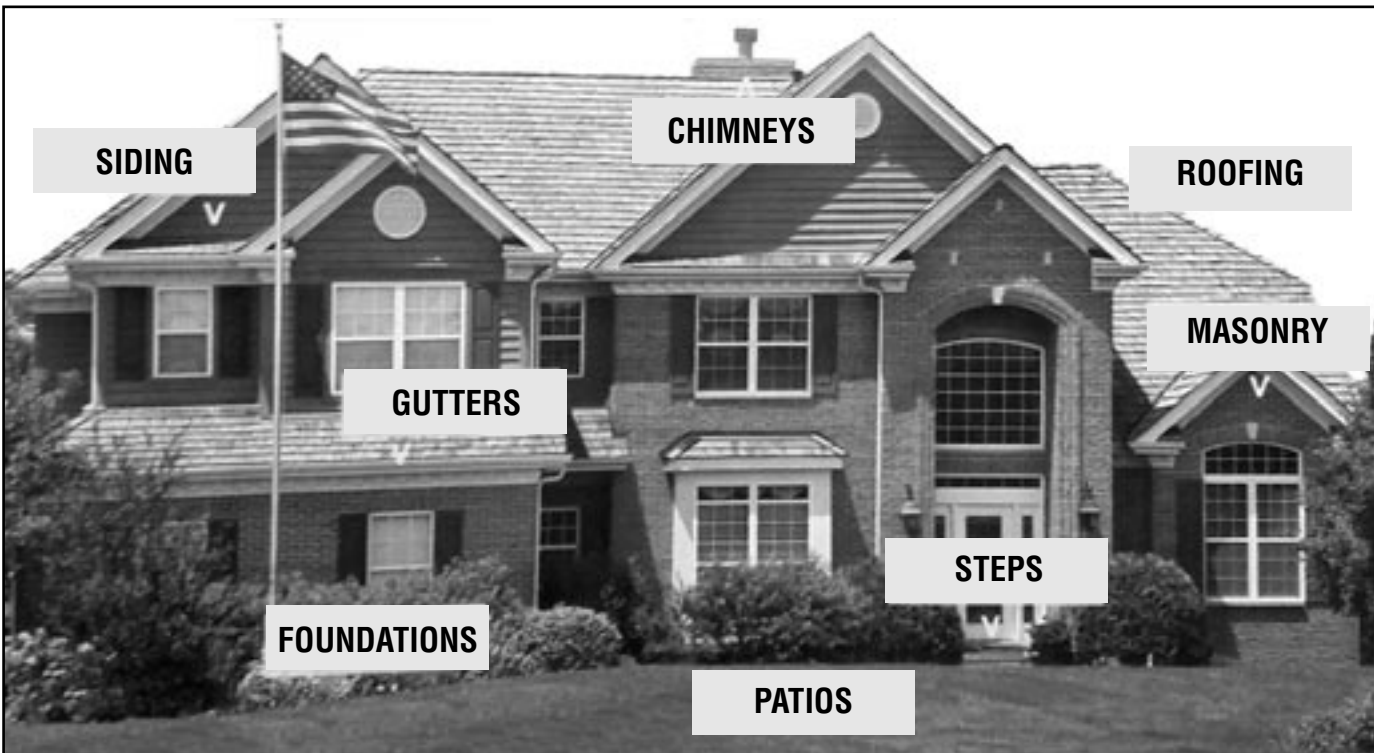 CHIMNEYS
SIDING
ROOFING
MASONRY
GUTTERS
STEPS
FOUNDATIONS
PATIOS